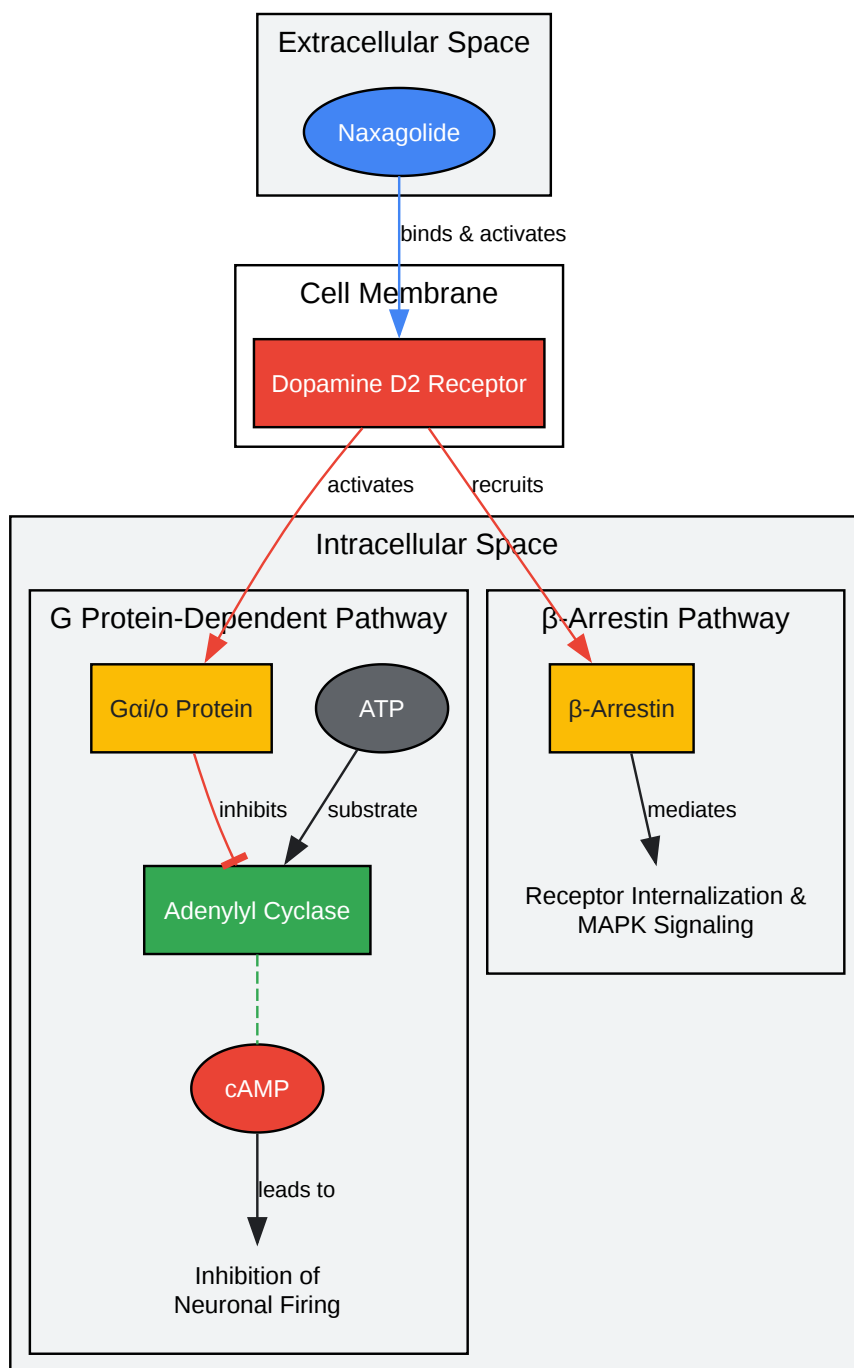 Extracellular Space
Naxagolide
binds & activates
Cell Membrane
Dopamine D2 Receptor
activates
recruits
Intracellular Space
G Protein-Dependent Pathway
β-Arrestin Pathway
Gαi/o Protein
ATP
β-Arrestin
inhibits
substrate
mediates
Adenylyl Cyclase
Receptor Internalization &
MAPK Signaling
cAMP
leads to
Inhibition of
Neuronal Firing